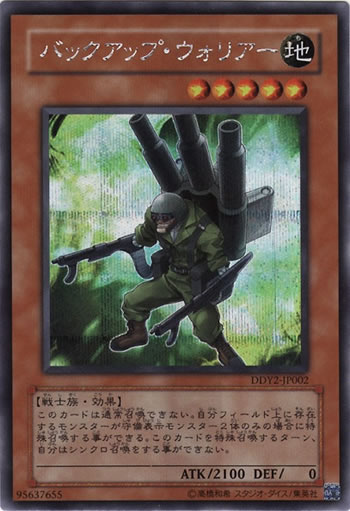 バックアップ・ウォリアー
地
DDY2-JP002
【戦士族・効果】
このカードは通常召喚できない。自分フィールド上に存在
するモンスターが守備表示モンスター２体のみの場合に特
殊召喚する事ができる。このカードを特殊召喚するターン、
自分はシンクロ召喚をする事ができない。
ATK/2100 DEF/ 0
95637655 ©高橋和希 スタジオ・ダイス/集英社